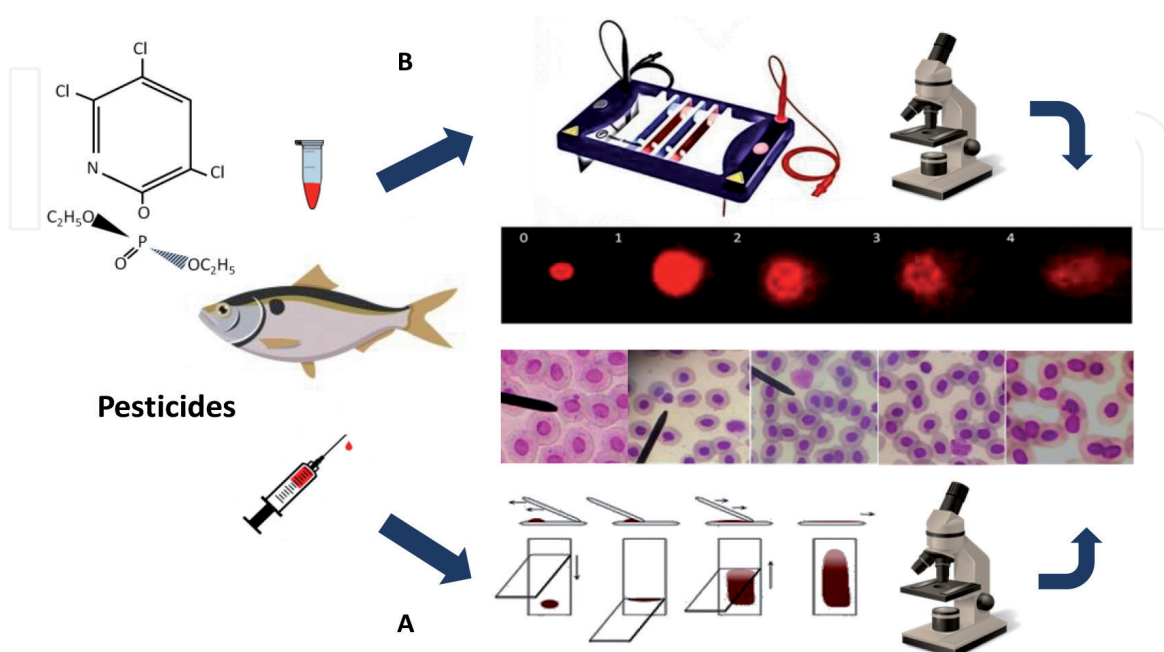 Cl
Cl
Cl
N
O
C₂H₅O
P
O
OC₂H₅
B
0 1 2 3 4
Pesticides
A